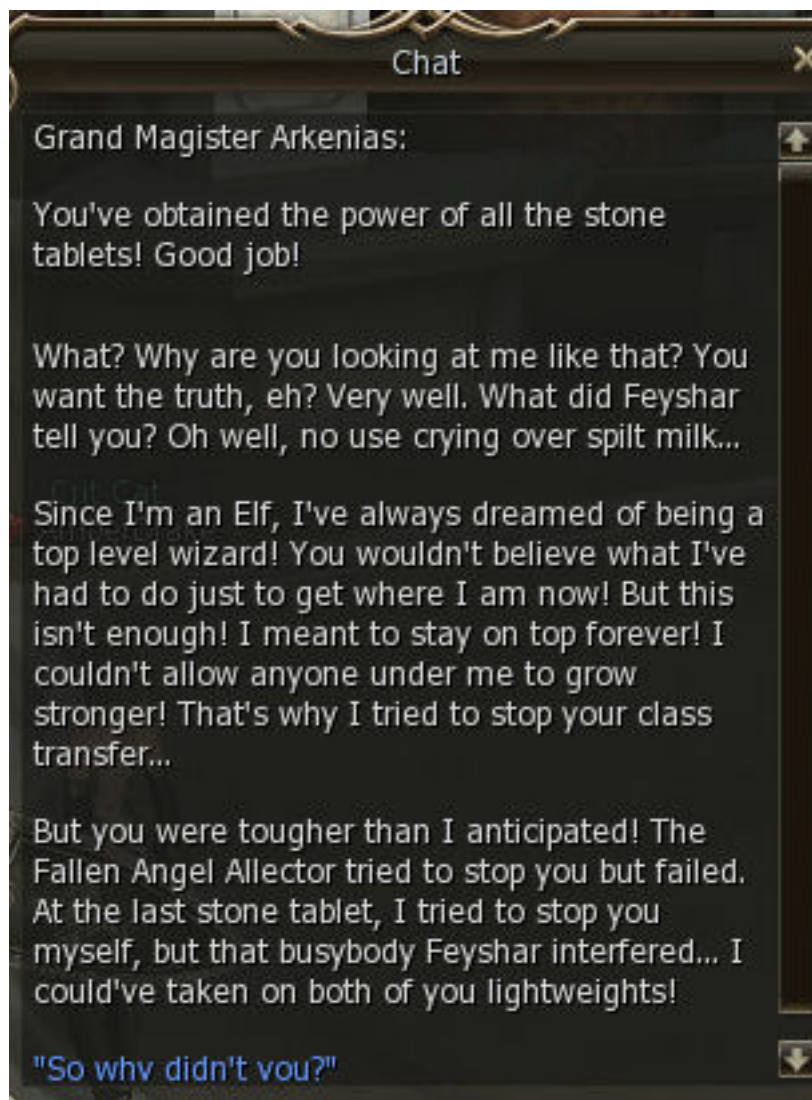 Chat
Grand Magister Arkenias:
You've obtained the power of all the stone
tablets! Good job!
What? Why are you looking at me like that? You
want the truth, eh? Very well. What did Feyshar
tell you? Oh well, no use crying over spilt milk...
Since I'm an Elf, I've always dreamed of being a
top level wizard! You wouldn't believe what I've
had to do just to get where I am now! But this
isn't enough! I meant to stay on top forever! I
couldn't allow anyone under me to grow
stronger! That's why I tried to stop your class
transfer...
But you were tougher than I anticipated! The
Fallen Angel Allector tried to stop you but failed.
At the last stone tablet, I tried to stop you
myself, but that busybody Feyshar interfered... I
could've taken on both of you lightweights!
"So why didn't you?"